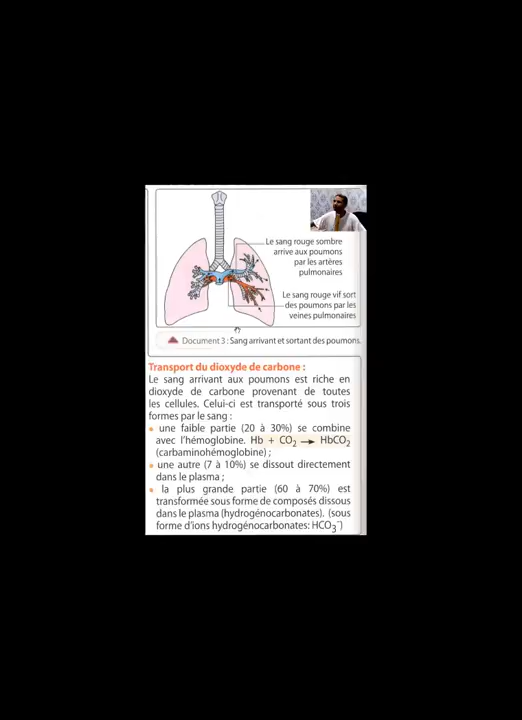 Le sang rouge sombre
arrive aux poumons
par les artères
pulmonaires
Le sang rouge vif sort
des poumons par les
veines pulmonaires
Document 3 : Sang arrivant et sortant des poumons.
Transport du dioxyde de carbone :
Le sang arrivant aux poumons est riche en
dioxyde de carbone provenant de toutes
les cellules. Celui-ci est transporté sous trois
formes par le sang :
• une faible partie (20 à 30%) se combine
avec l'hémoglobine. Hb + CO₂ → HbCO₂
(carbaminohémoglobine) ;
• une autre (7 à 10%) se dissout directement
dans le plasma ;
• la plus grande partie (60 à 70%) est
transformée sous forme de composés dissous
dans le plasma (hydrogénocarbonates). (sous
forme d'ions hydrogénocarbonates: HCO₃⁻)